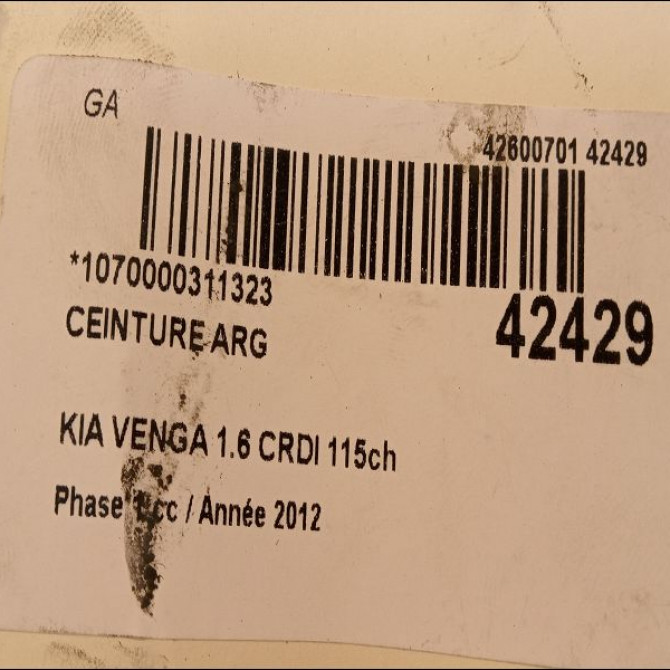 GA
42600701 42429
*1070000311323
42429
CEINTURE ARG
KIA VENGA 1.6 CRDI 115ch
Phase 1 cc / Année 2012